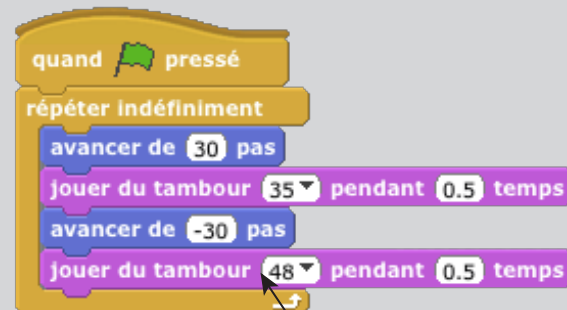 quand pressé
répéter indéfiniment
avancer de 30 pas
jouer du tambour 35 pendant 0.5 temps
avancer de -30 pas
jouer du tambour 48 pendant 0.5 temps